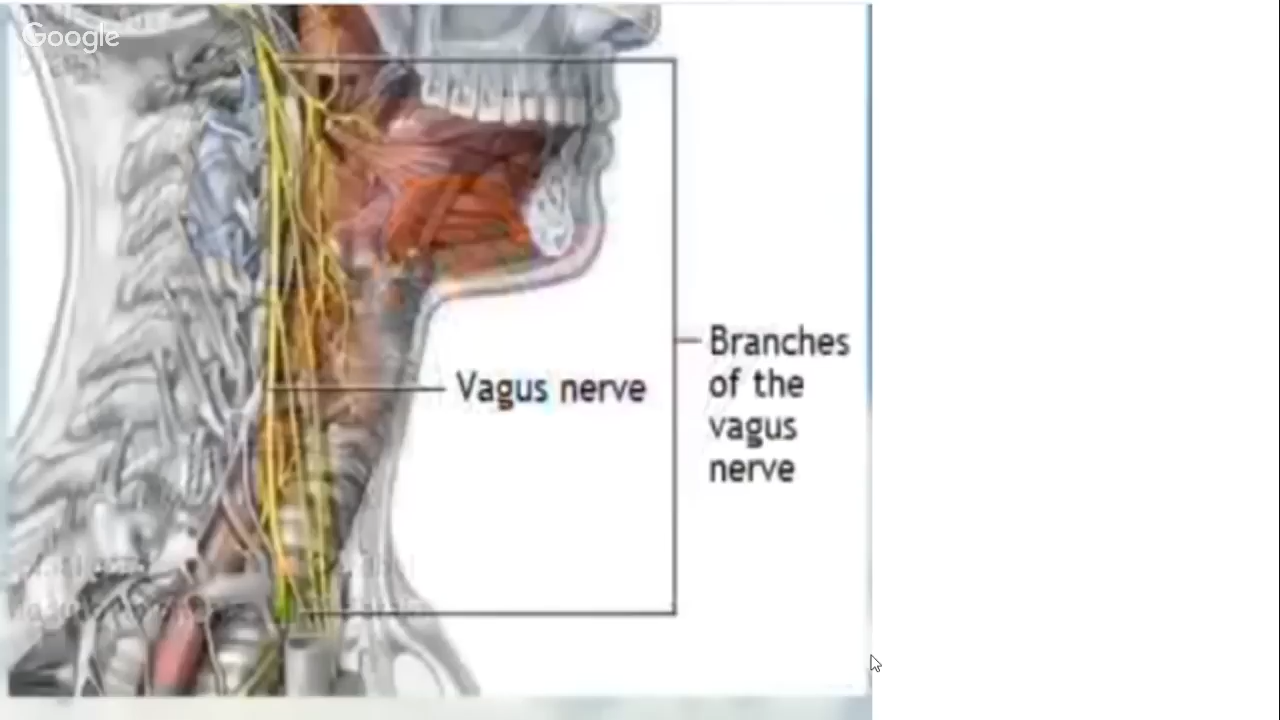 Google
Vagus nerve
Branches
of the
vagus
nerve